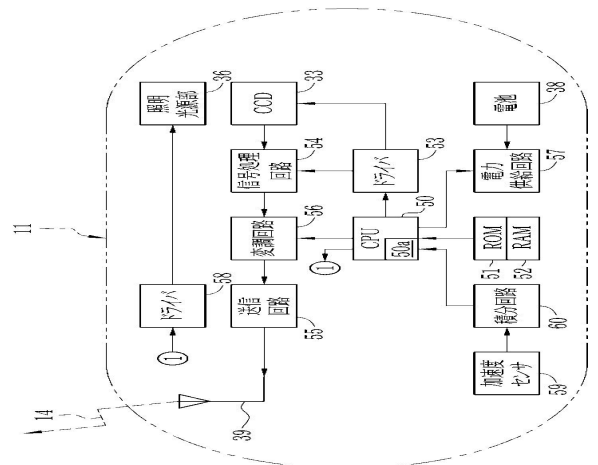 11
14
①
ドライバ
58
照明
光源部
36
39
送信
回路
55
変調回路
56
信号処理
回路
54
CCD
33
①
CPU
50a
50
ドライバ
53
加速度
センサ
59
積分回路
60
ROM
51
RAM
52
電力
供給回路
57
電池
38